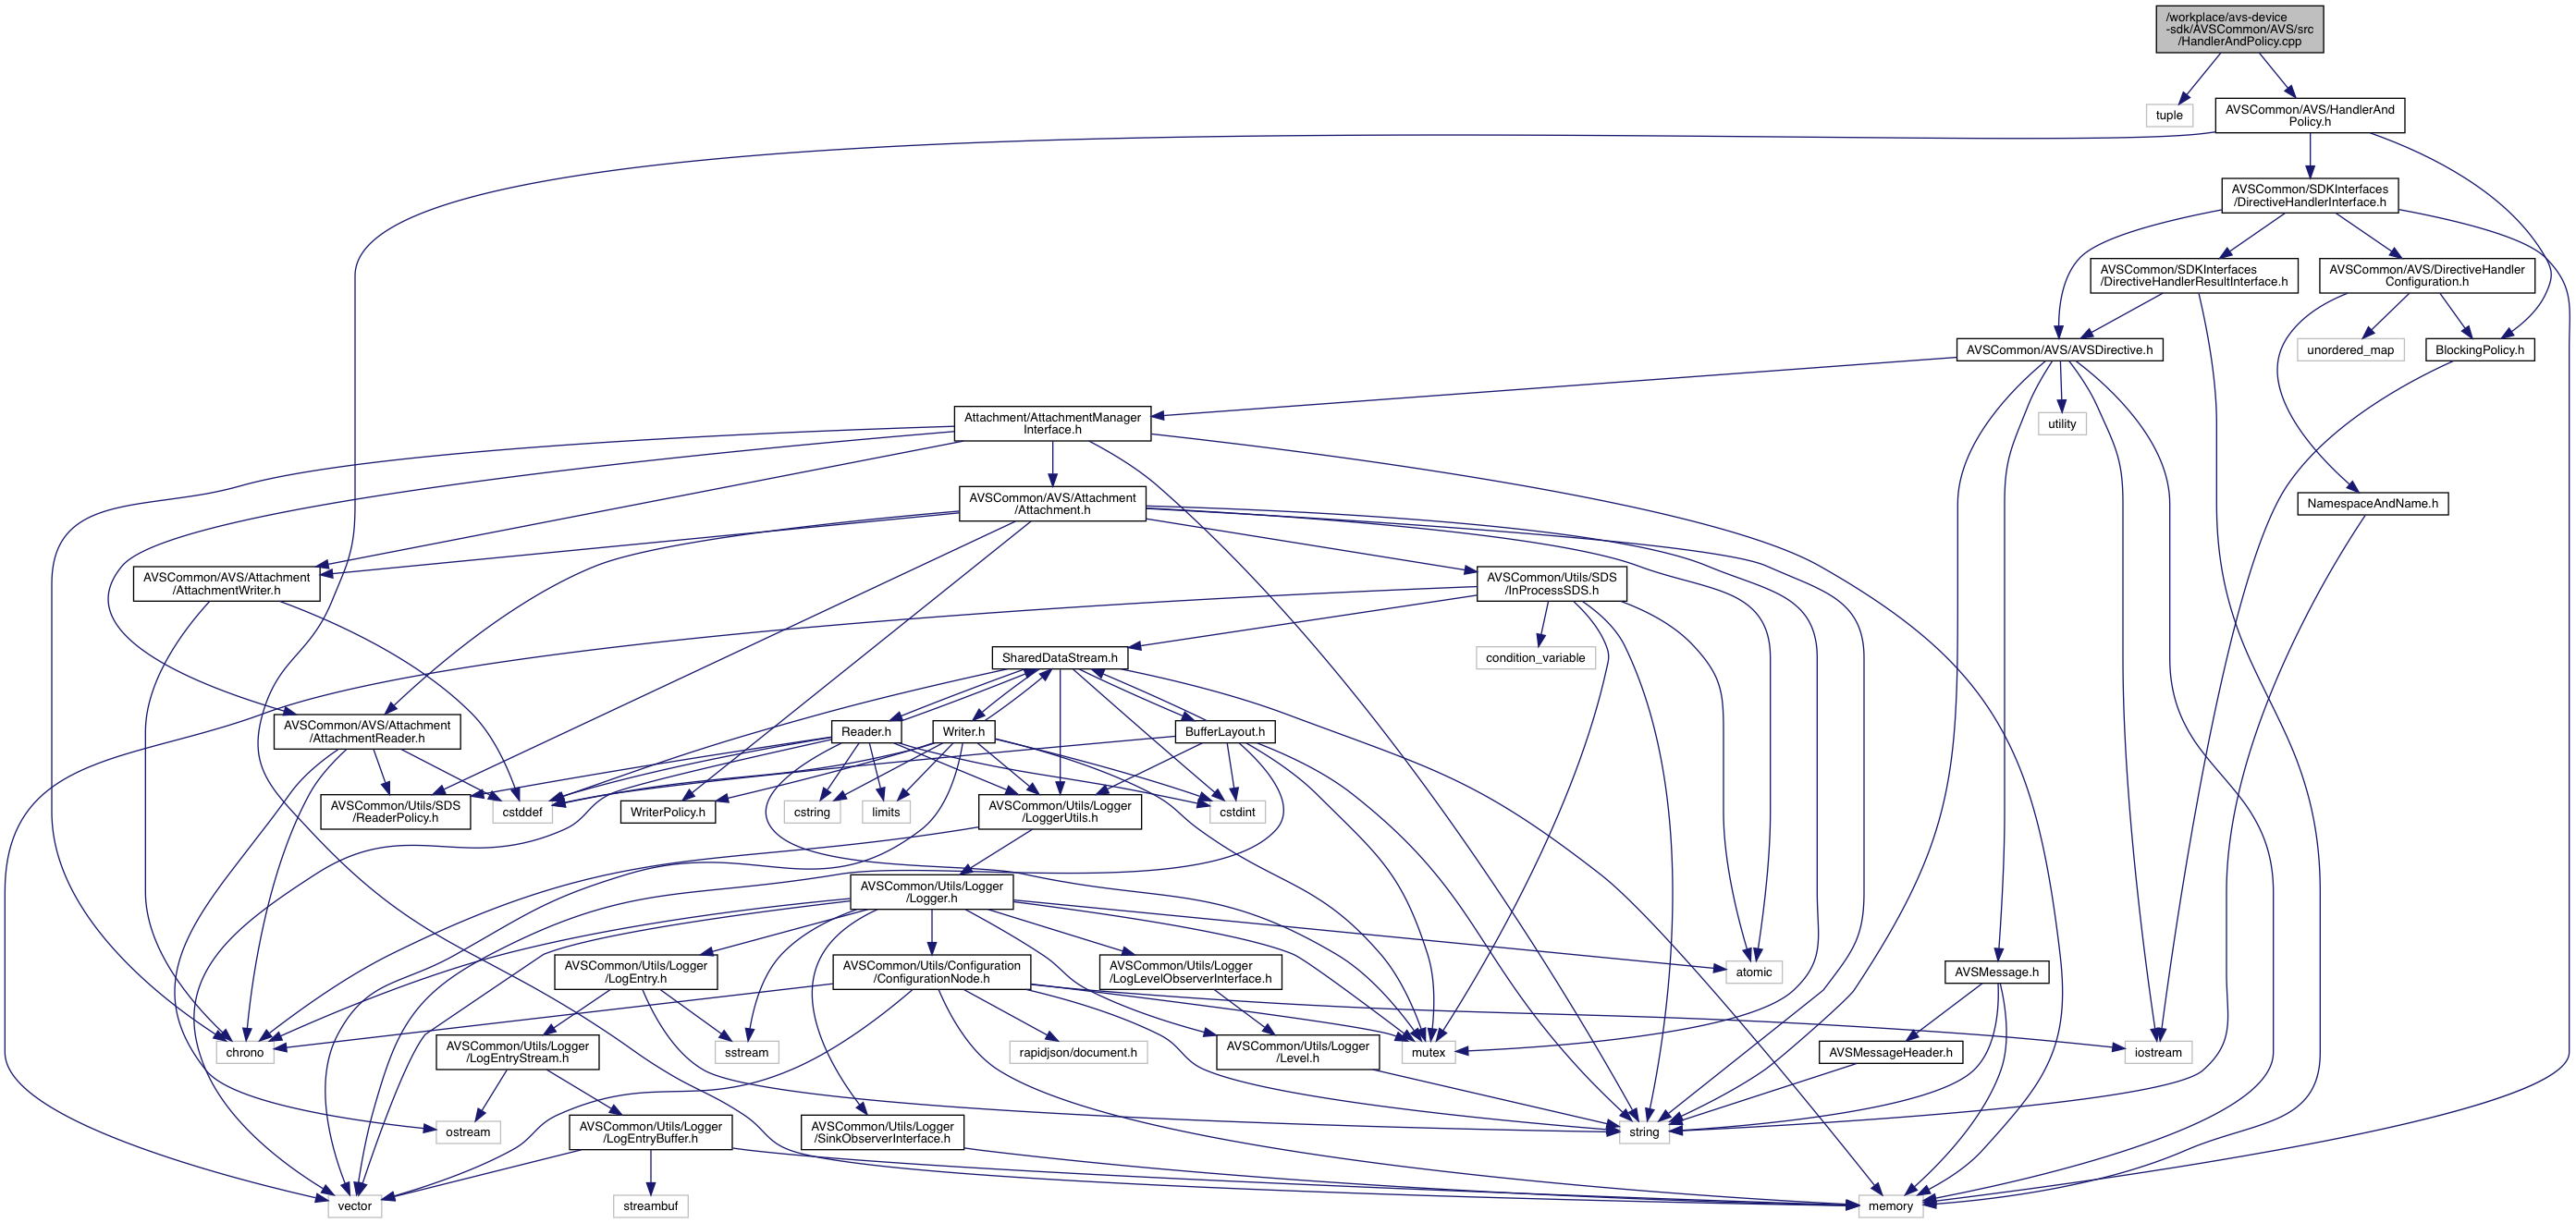 /workplace/avs-device
-sdk/AVSCommon/AVS/src
/HandlerAndPolicy.cpp
tuple
AVSCommon/AVS/HandlerAnd
Policy.h
AVSCommon/SDKInterfaces
/DirectiveHandlerInterface.h
AVSCommon/SDKInterfaces
/DirectiveHandlerResultInterface.h
AVSCommon/AVS/DirectiveHandler
Configuration.h
AVSCommon/AVS/AVSDirective.h
unordered_map
BlockingPolicy.h
Attachment/AttachmentManager
Interface.h
utility
AVSCommon/AVS/Attachment
/Attachment.h
NamespaceAndName.h
AVSCommon/AVS/Attachment
/AttachmentWriter.h
AVSCommon/Utils/SDS
/InProcessSDS.h
SharedDataStream.h
condition_variable
AVSCommon/AVS/Attachment
/AttachmentReader.h
Reader.h
Writer.h
BufferLayout.h
AVSCommon/Utils/SDS
/ReaderPolicy.h
cstddef
WriterPolicy.h
cstring
limits
AVSCommon/Utils/Logger
/LoggerUtils.h
cstdint
AVSCommon/Utils/Logger
/Logger.h
AVSCommon/Utils/Logger
/LogEntry.h
AVSCommon/Utils/Configuration
/ConfigurationNode.h
AVSCommon/Utils/Logger
/LogLevelObserverInterface.h
atomic
AVSMessage.h
chrono
AVSCommon/Utils/Logger
/LogEntryStream.h
sstream
rapidjson/document.h
AVSCommon/Utils/Logger
/Level.h
mutex
AVSMessageHeader.h
iostream
ostream
AVSCommon/Utils/Logger
/LogEntryBuffer.h
AVSCommon/Utils/Logger
/SinkObserverInterface.h
string
vector
streambuf
memory